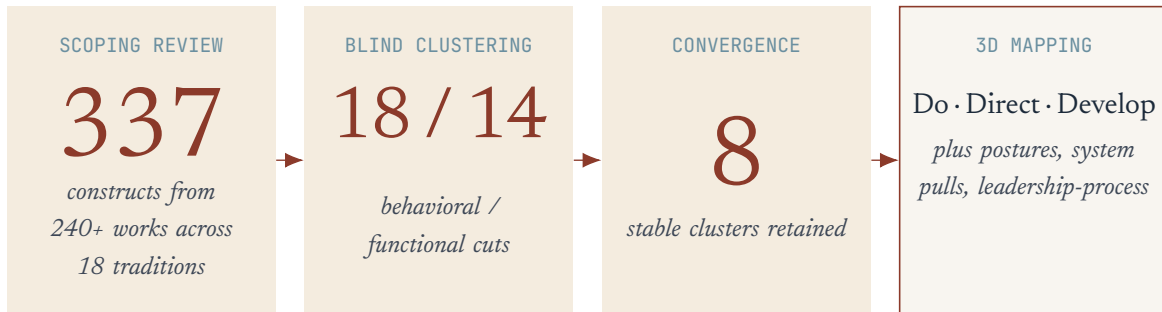 SCOPING REVIEW
337
constructs from
240+ works across
18 traditions
BLIND CLUSTERING
18 / 14
behavioral /
functional cuts
CONVERGENCE
8
stable clusters retained
3D MAPPING
Do · Direct · Develop
plus postures, system
pulls, leadership-process